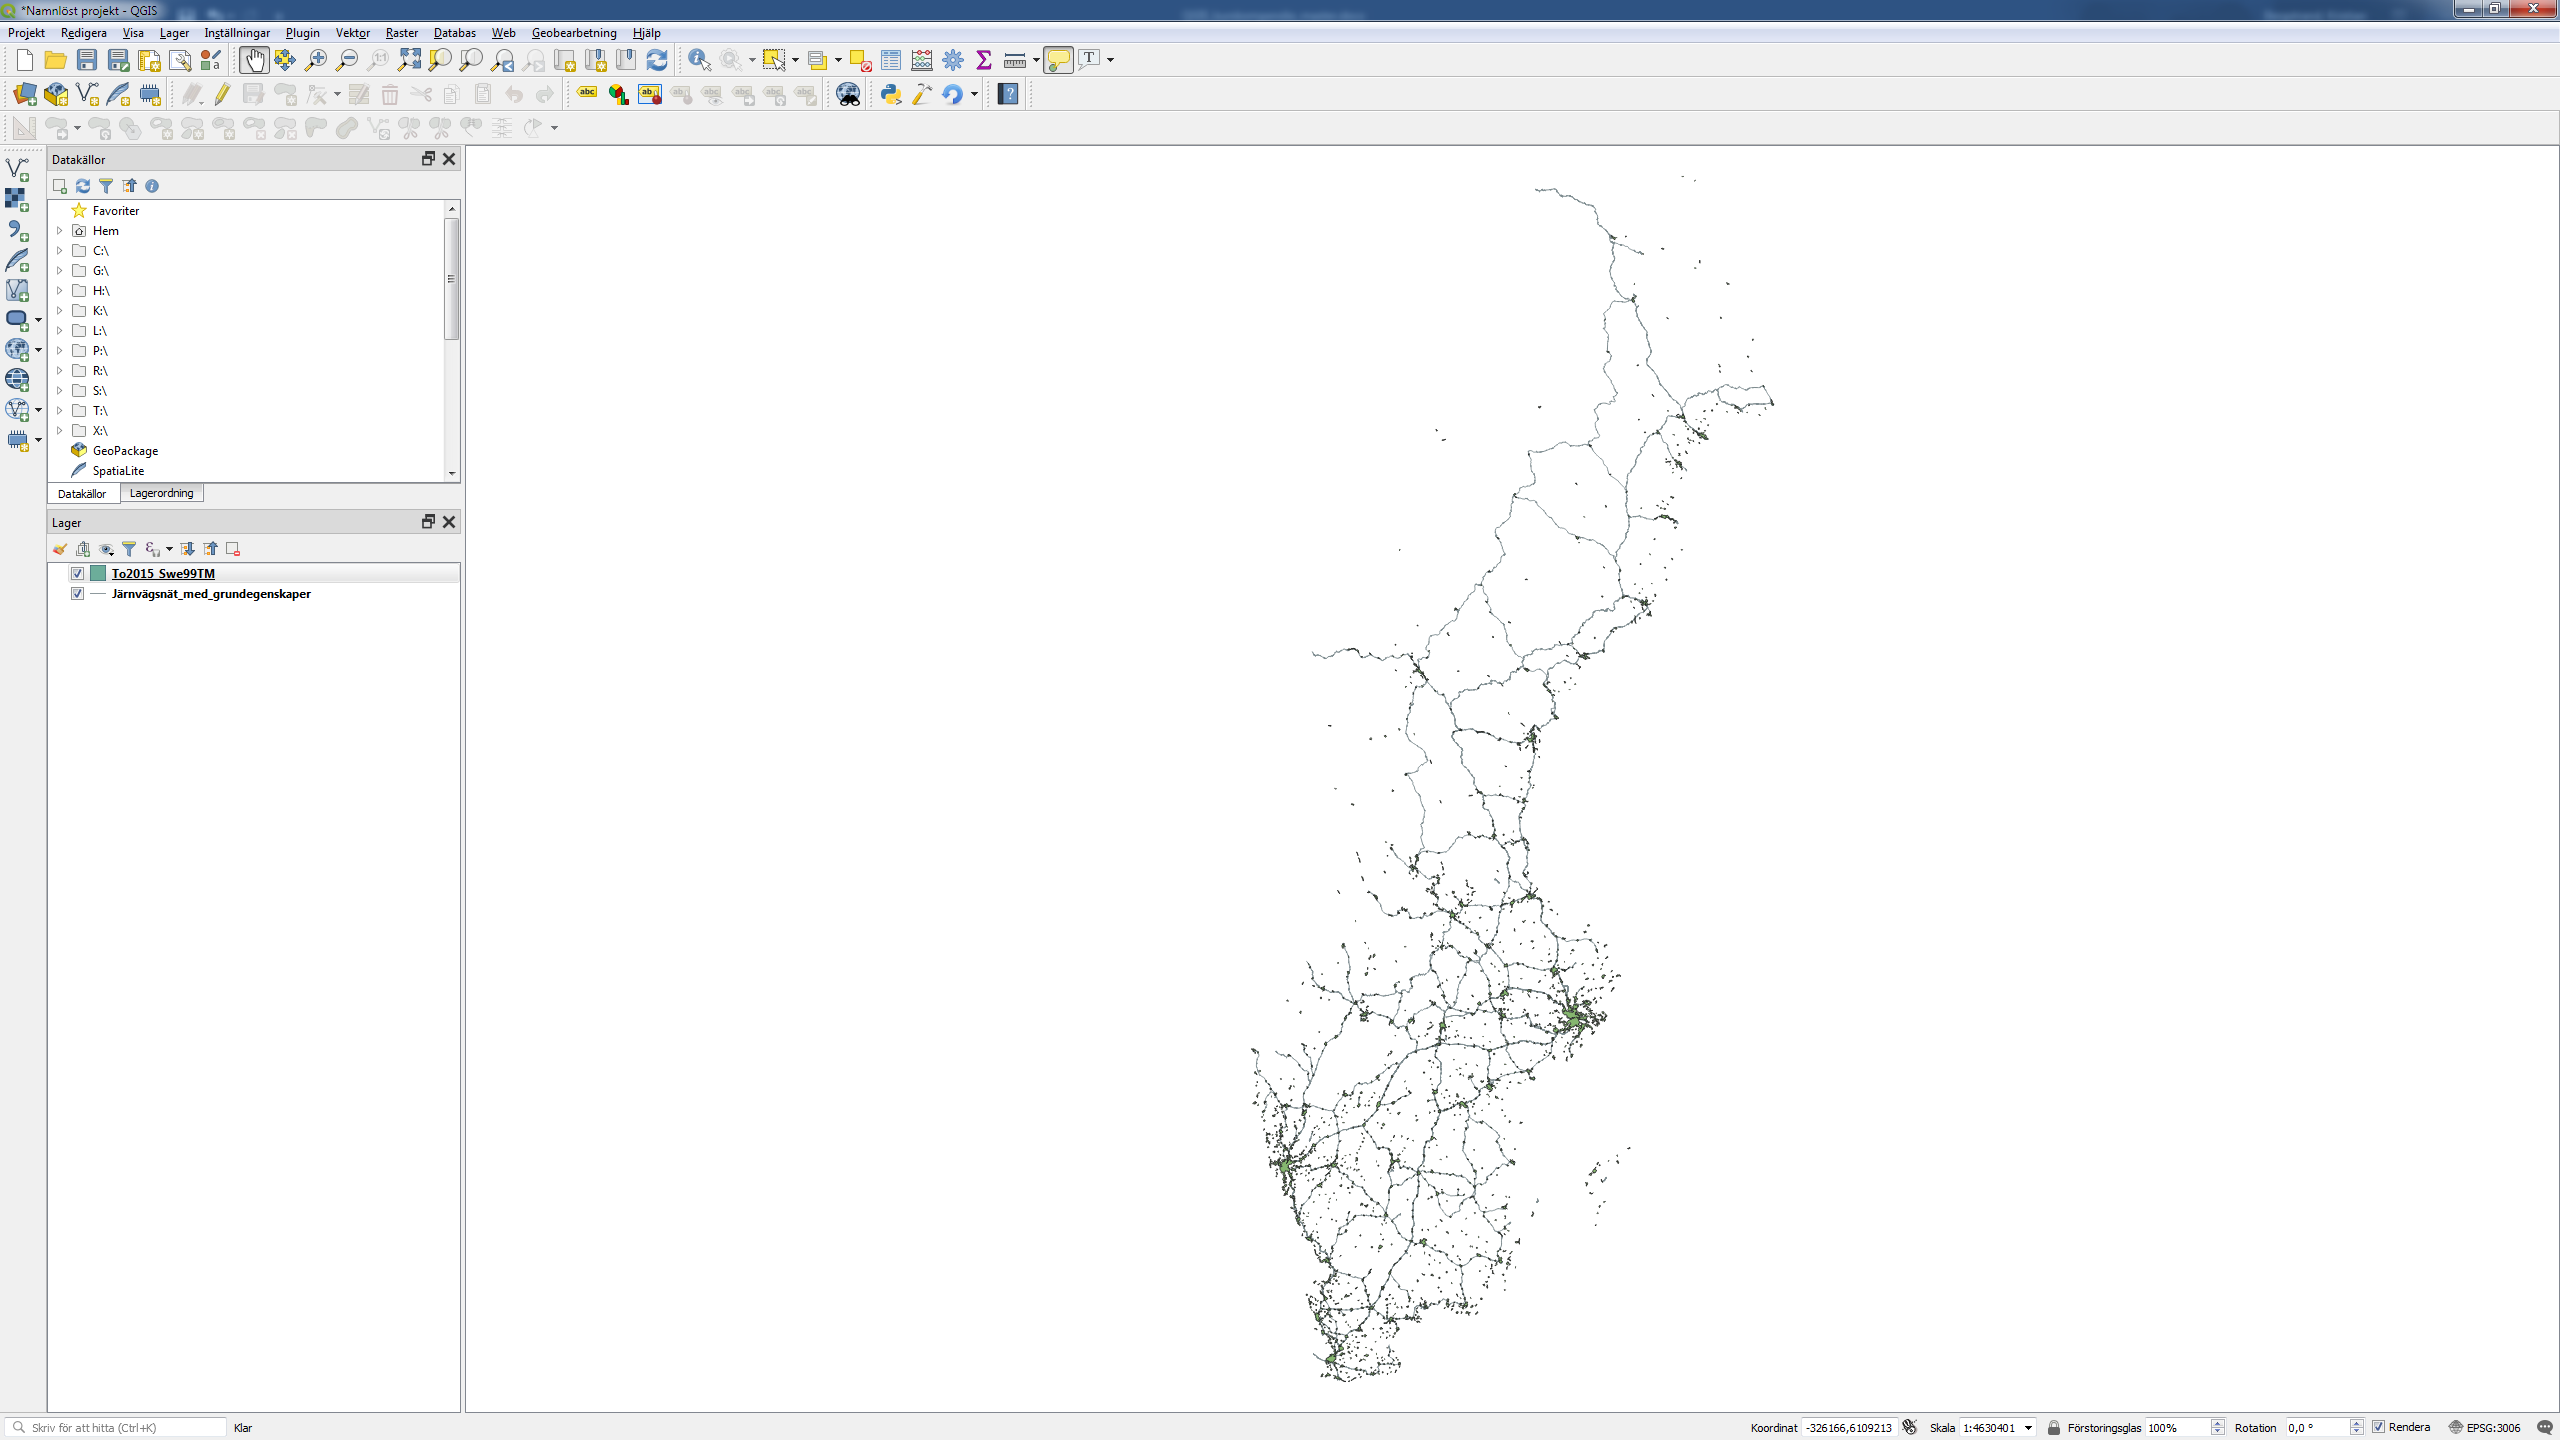 *Namnlöst projekt - QGIS
Projekt Redigera Visa Lager Inställningar Plugin Vektor Raster Databas Web Geobearbetning Hjälp
Datakällor
Favoriter
Hem
C:\
G:\
H:\
K:\
L:\
P:\
R:\
S:\
T:\
X:\
GeoPackage
SpatiaLite
Datakällor Lagerordning
Lager
To2015_Swe99TM
Järnvägsnät_med_grundegenskaper
Skriv för att hitta (Ctrl+K) Klar Koordinat -326166,6109213 Skala 1:4630401 Förstoringsglas 100% Rotation 0,0 ° Rendera EPSG:3006